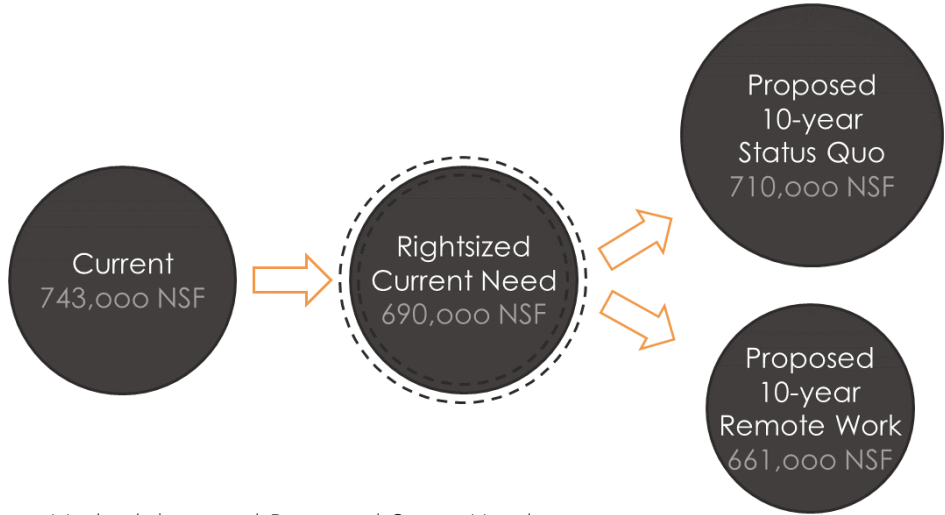 Current
743,000 NSF
Rightsized
Current Need
690,000 NSF
Proposed
10-year
Status Quo
710,000 NSF
Proposed
10-year
Remote Work
661,000 NSF